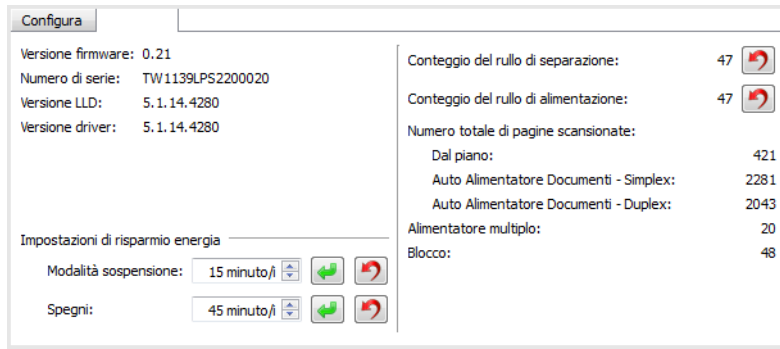 Configura
Versione firmware: 0.21
Numero di serie: TW1139LPS2200020
Versione LLD: 5.1.14.4280
Versione driver: 5.1.14.4280
Impostazioni di risparmio energia
Modalità sospensione: 15 minuto/i
Spegni: 45 minuto/i
Conteggio del rullo di separazione: 47
Conteggio del rullo di alimentazione: 47
Numero totale di pagine scansionate:
Dal piano: 421
Auto Alimentatore Documenti - Simplex: 2281
Auto Alimentatore Documenti - Duplex: 2043
Alimentatore multiplo: 20
Blocco: 48